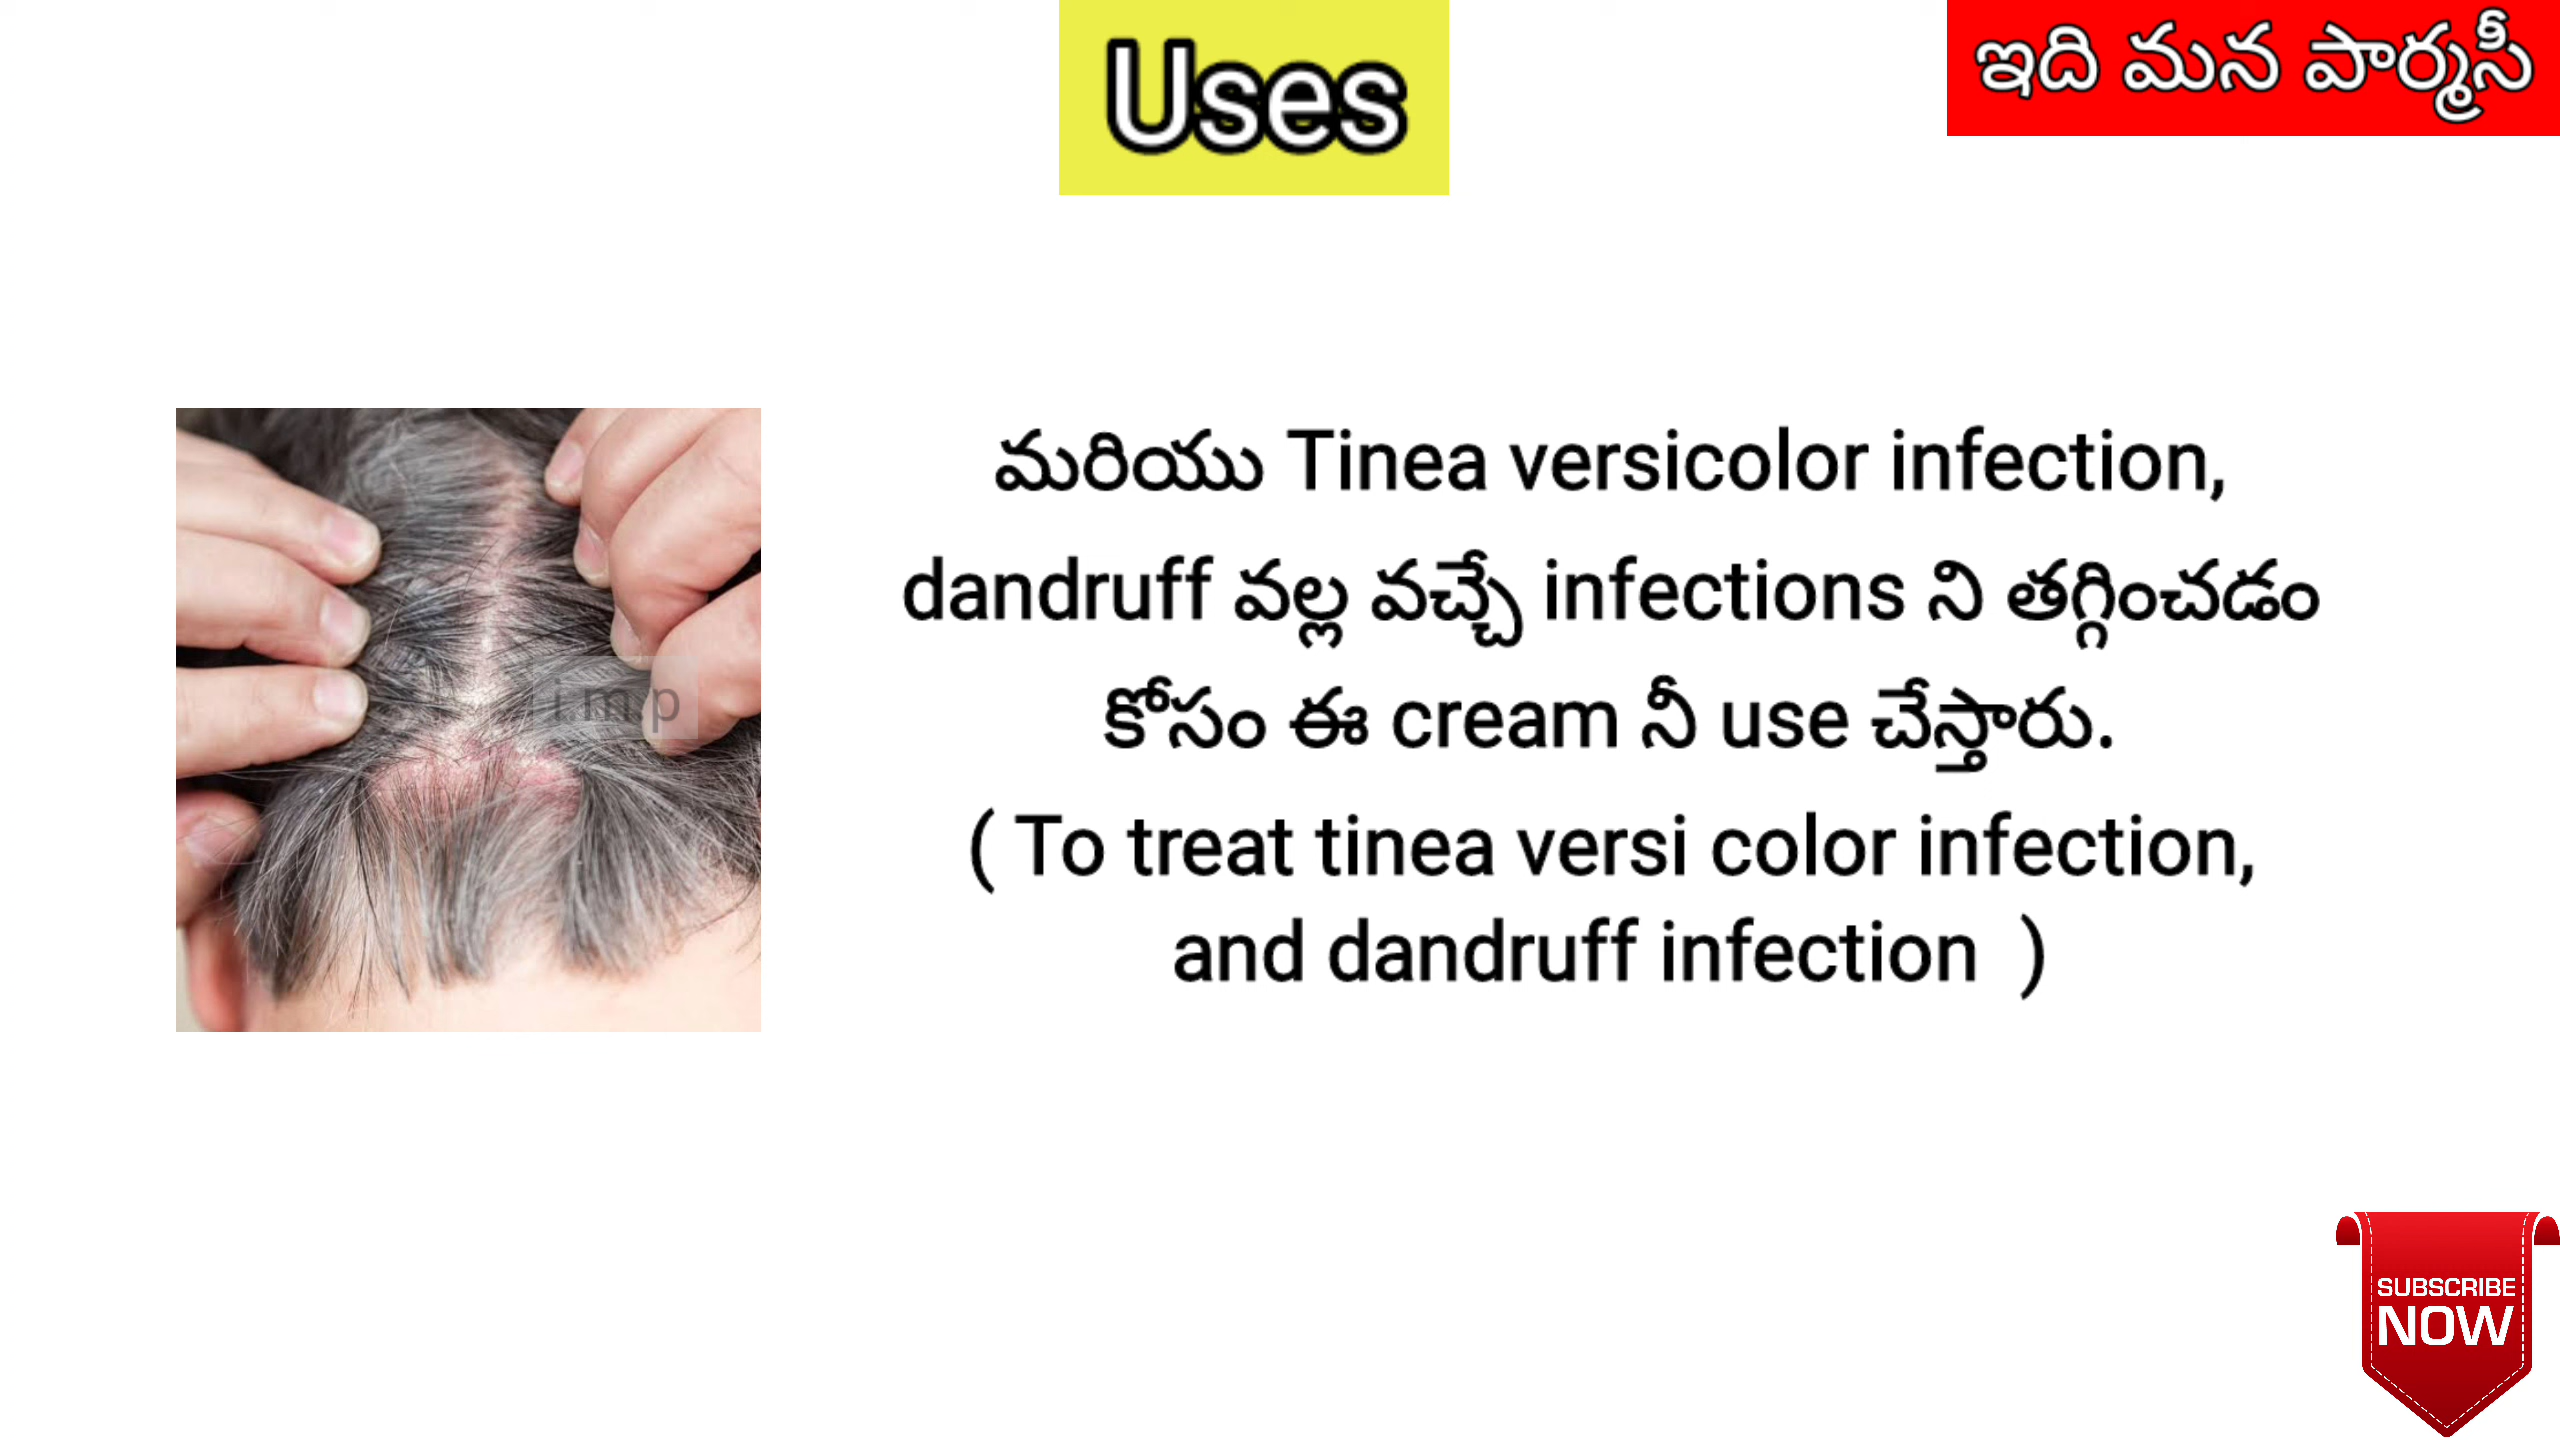 Uses
ఇది మన పార్మసీ
మరియు Tinea versicolor infection,
dandruff వల్ల వచ్చే infections ని తగ్గించడం
కోసం ఈ cream నీ use చేస్తారు.
( To treat tinea versi color infection,
and dandruff infection )
imp
SUBSCRIBE
NOW